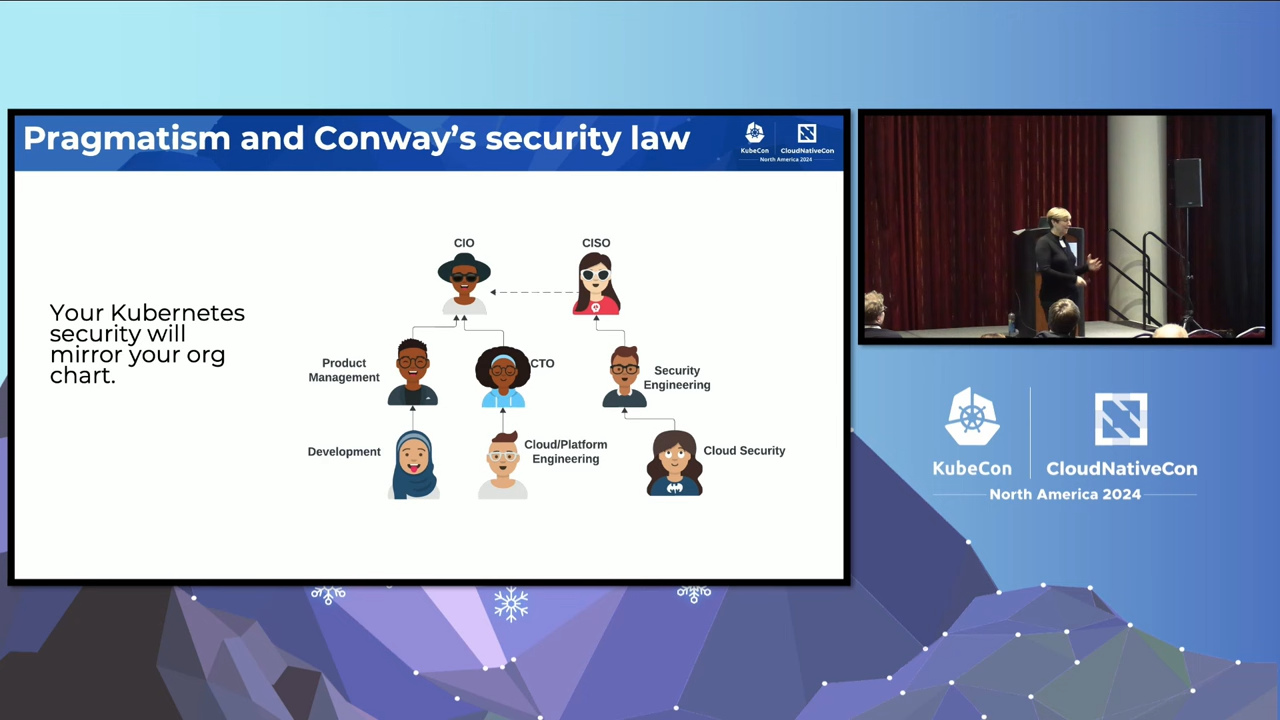 Pragmatism and Conway's security law
KubeCon
CloudNativeCon
North America 2024
Your Kubernetes
security will
mirror your org
chart.
CIO
CISO
Product
Management
CTO
Security
Engineering
Development
Cloud/Platform
Engineering
Cloud Security
KubeCon
CloudNativeCon
North America 2024